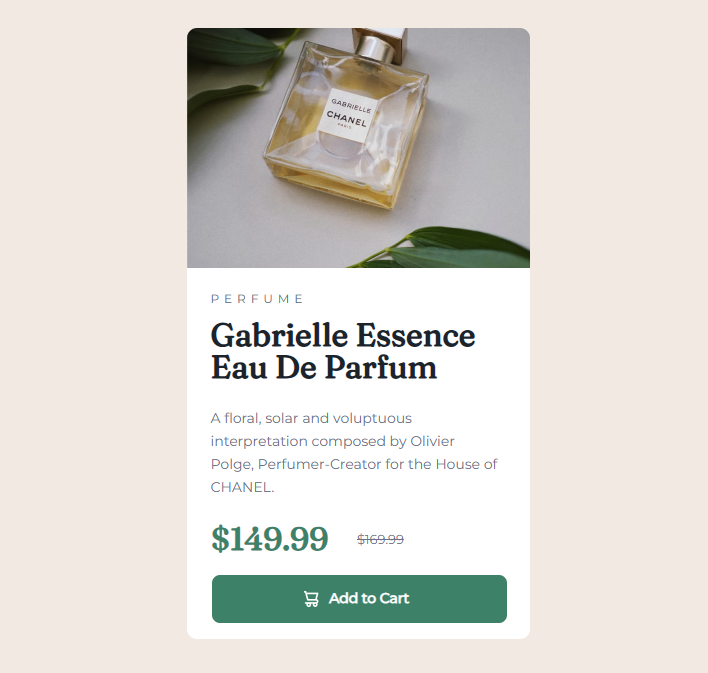 GABRIELLE
CHANEL
PARIS
PERFUME
Gabrielle Essence
Eau De Parfum
A floral, solar and voluptuous
interpretation composed by Olivier
Polge, Perfumer-Creator for the House of
CHANEL.
$149.99 $169.99
Add to Cart